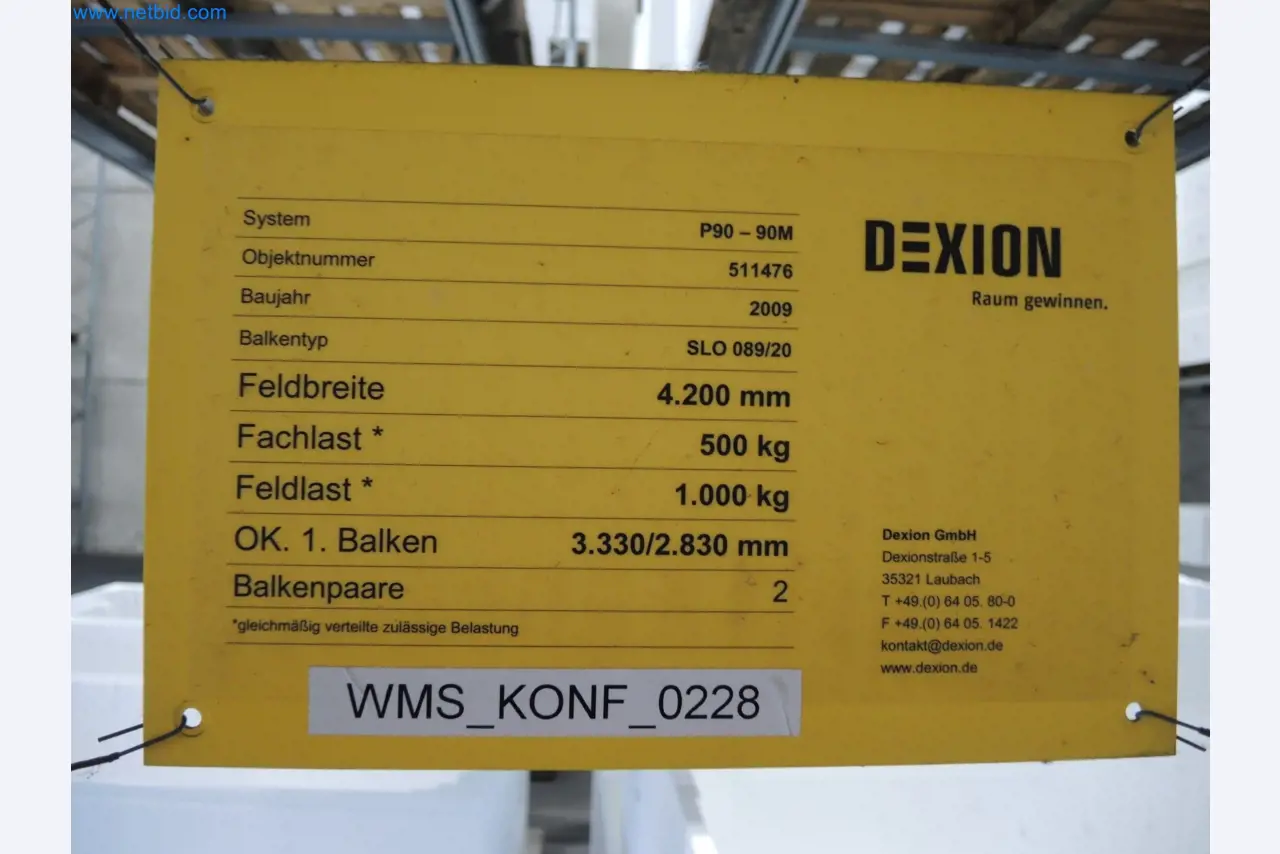 www.netbid.com
System P90 – 90M
Objektnummer 511476
Baujahr 2009
Balkentyp SLO 089/20
Feldbreite 4.200 mm
Fachlast * 500 kg
Feldlast * 1.000 kg
OK. 1. Balken 3.330/2.830 mm
Balkenpaare 2
*gleichmäßig verteilte zulässige Belastung
WMS_KONF_0228
DEXION
Raum gewinnen.
Dexion GmbH
Dexionstraße 1-5
35321 Laubach
T +49.(0) 64 05. 80-0
F +49.(0) 64 05. 1422
kontakt@dexion.de
www.dexion.de